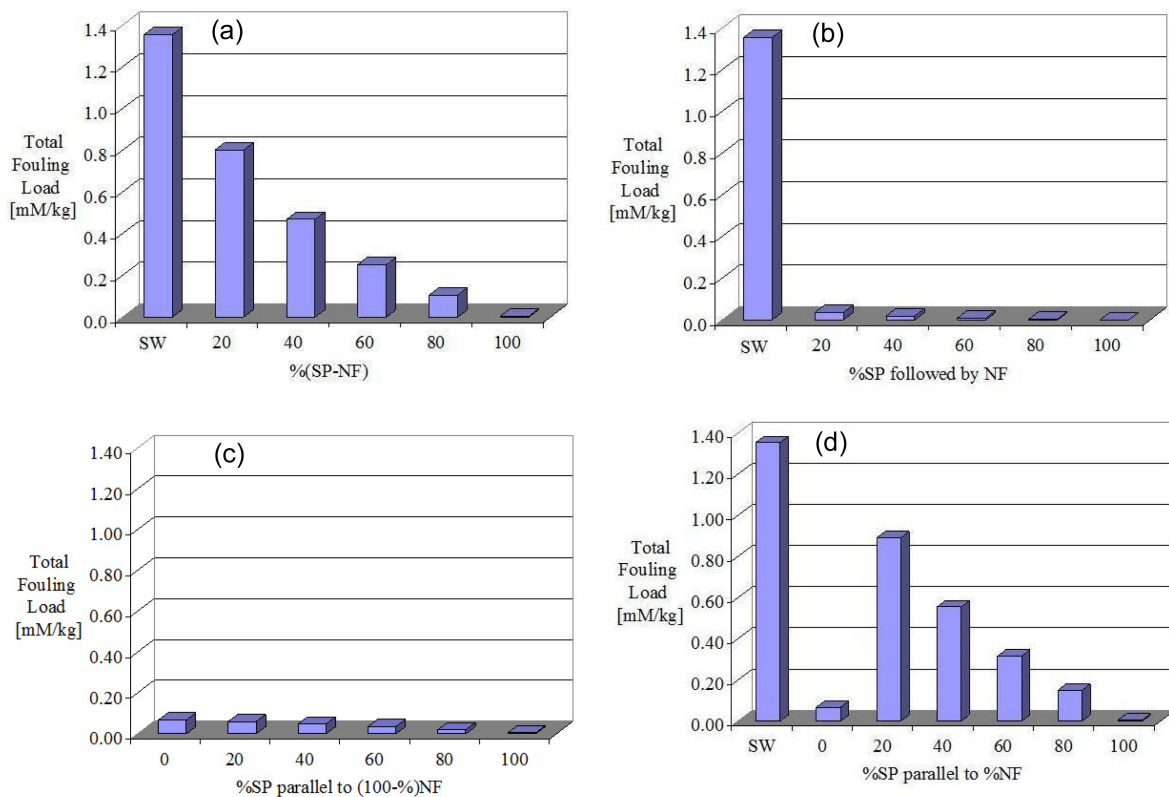 (a)
1.4
1.2
1.0
0.8
0.6
0.4
0.2
0.0
Total
Fouling
Load
[mM/kg]
SW 20 40 60 80 100
%(SP-NF)
(b)
1.4
1.2
1.0
0.8
0.6
0.4
0.2
0.0
Total
Fouling
Load
[mM/kg]
SW 20 40 60 80 100
%SP followed by NF
(c)
1.40
1.20
1.00
0.80
0.60
0.40
0.20
0.00
Total
Fouling
Load
[mM/kg]
0 20 40 60 80 100
%SP parallel to (100-%)NF
(d)
1.40
1.20
1.00
0.80
0.60
0.40
0.20
0.00
Total
Fouling
Load
[mM/kg]
SW 0 20 40 60 80 100
%SP parallel to %NF